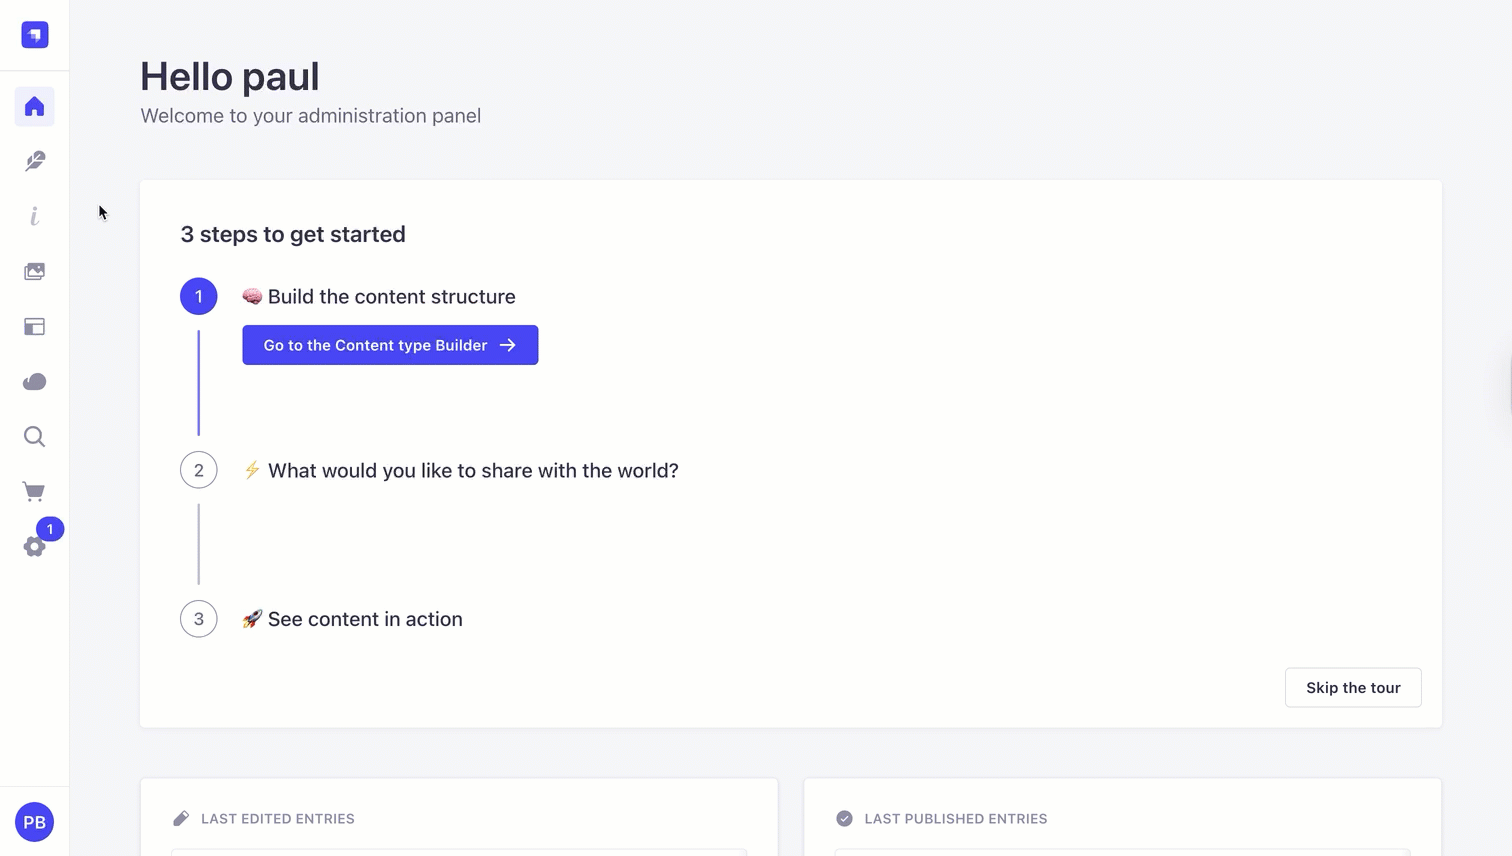 Hello paul
Welcome to your administration panel
3 steps to get started
1
🧠 Build the content structure
Go to the Content type Builder →
2
⚡ What would you like to share with the world?
3
🚀 See content in action
Skip the tour
i
1
PB
LAST EDITED ENTRIES
LAST PUBLISHED ENTRIES